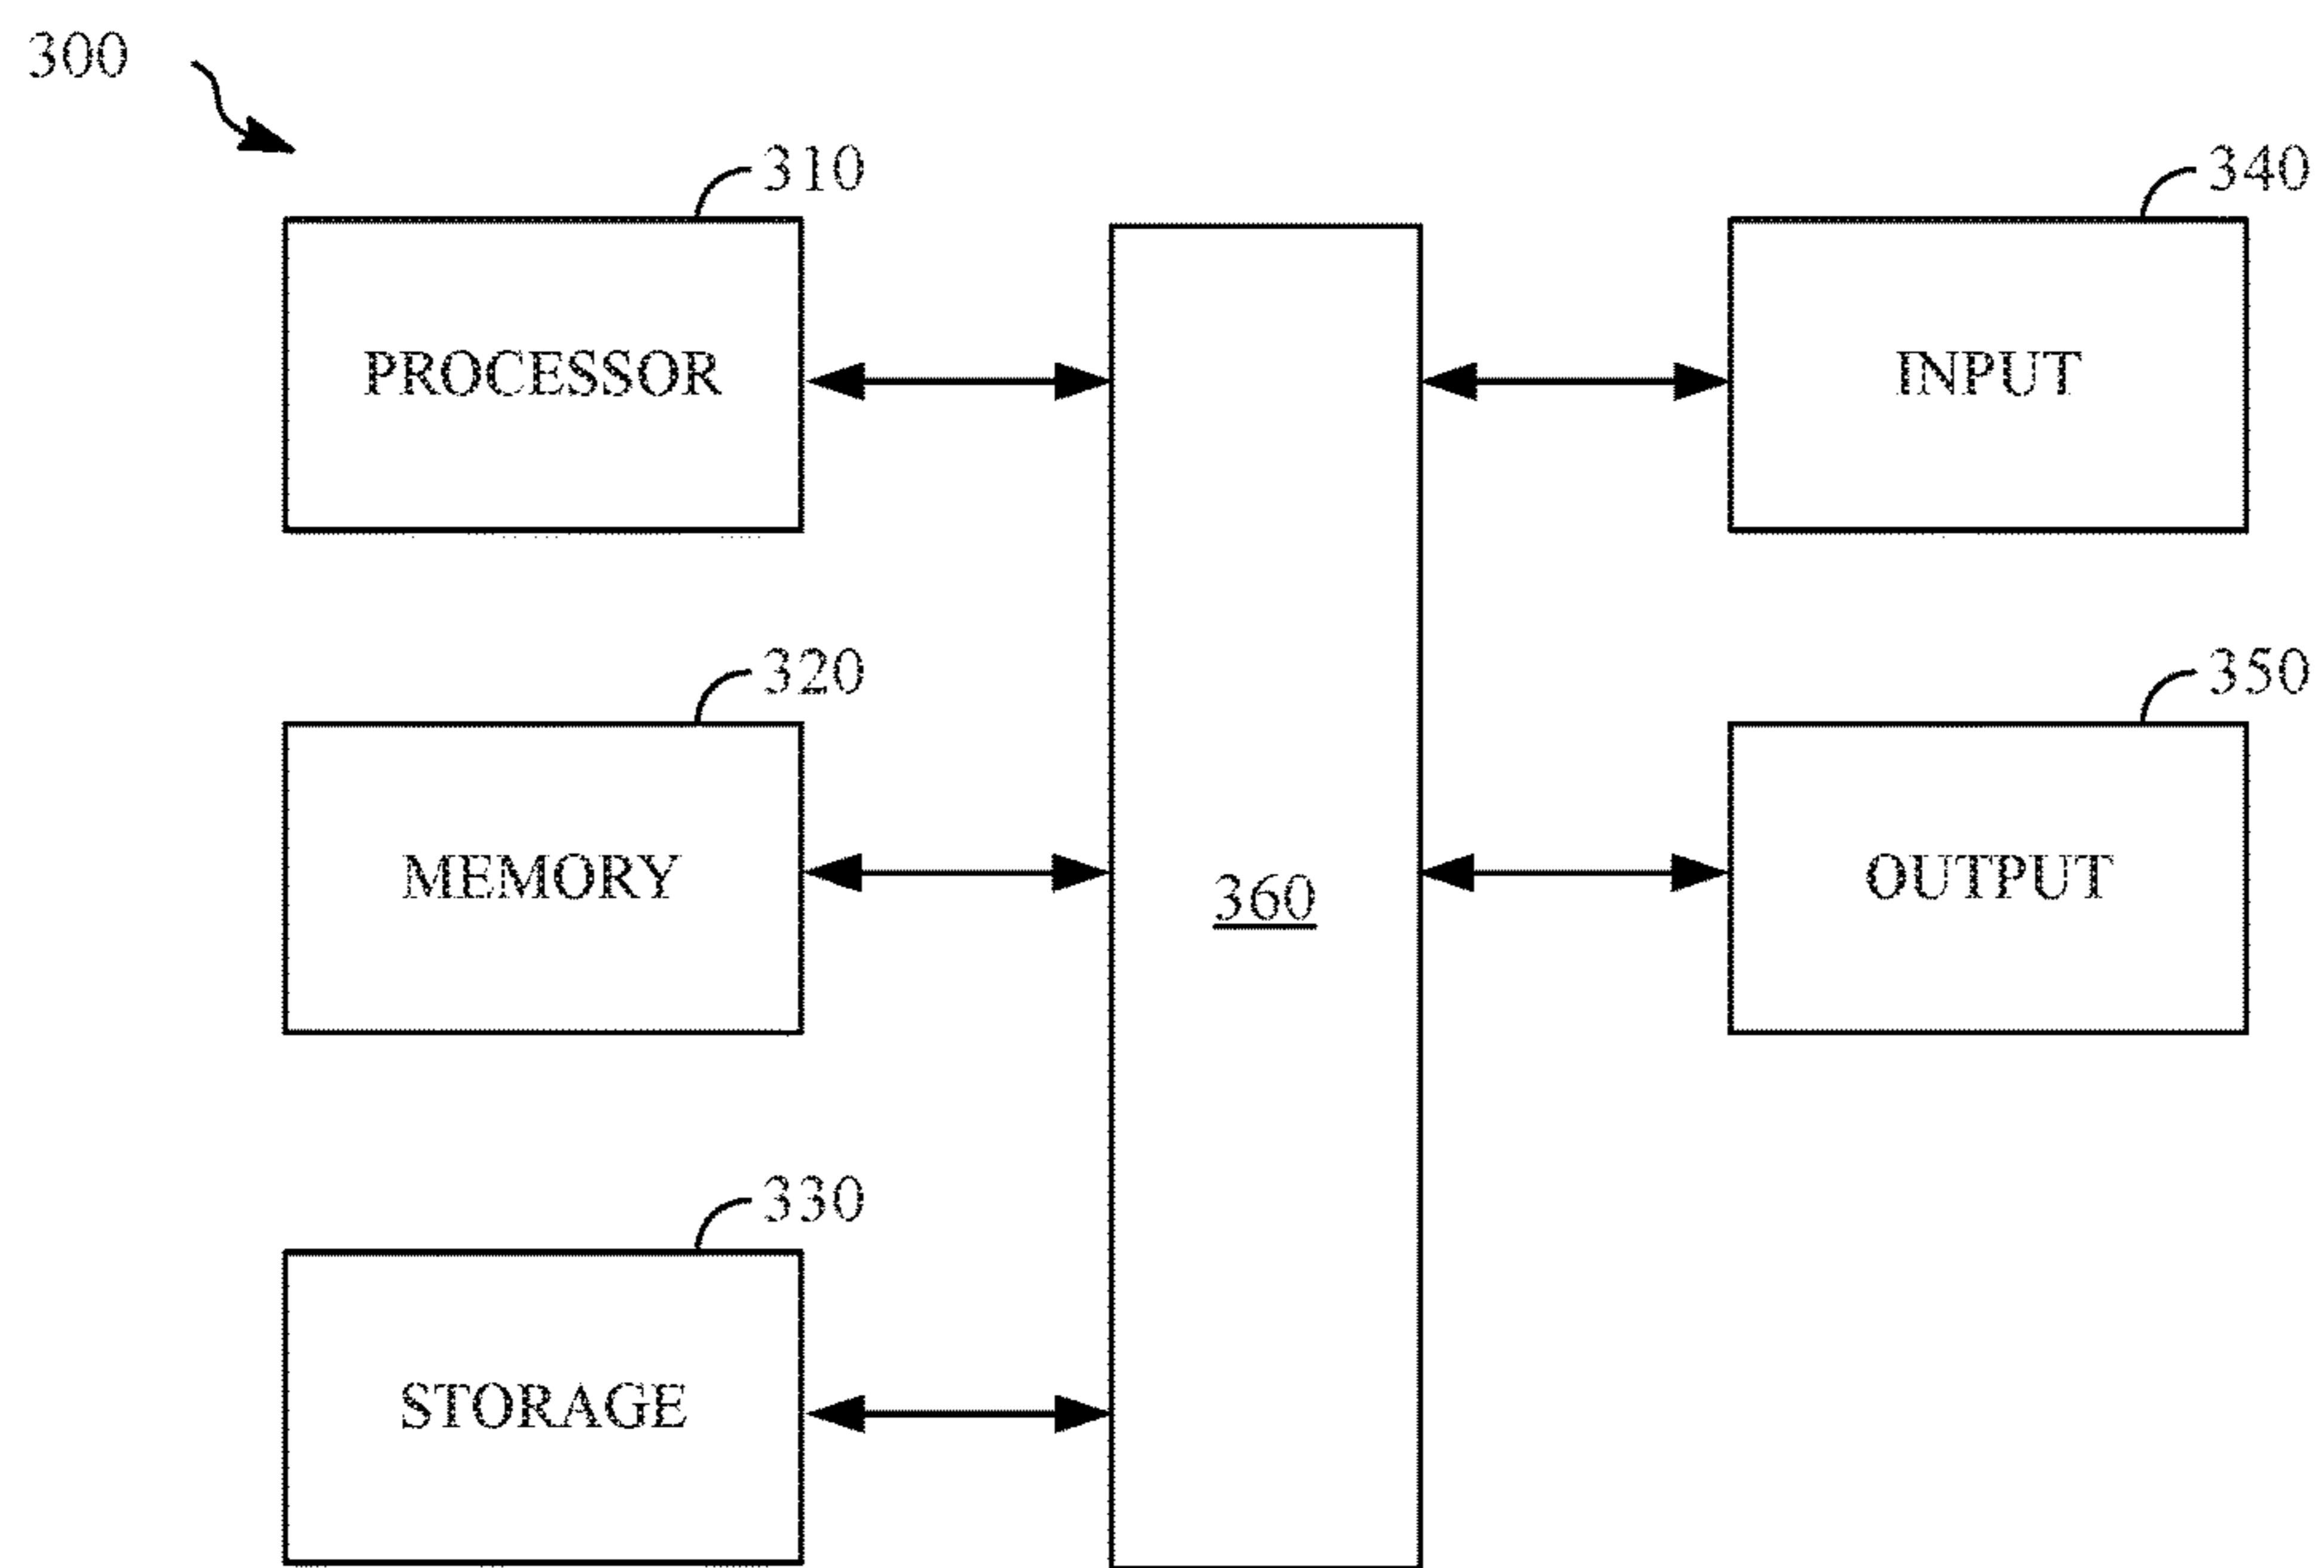 300
310
340
PROCESSOR
INPUT
320
350
MEMORY
360
OUTPUT
330
STORAGE